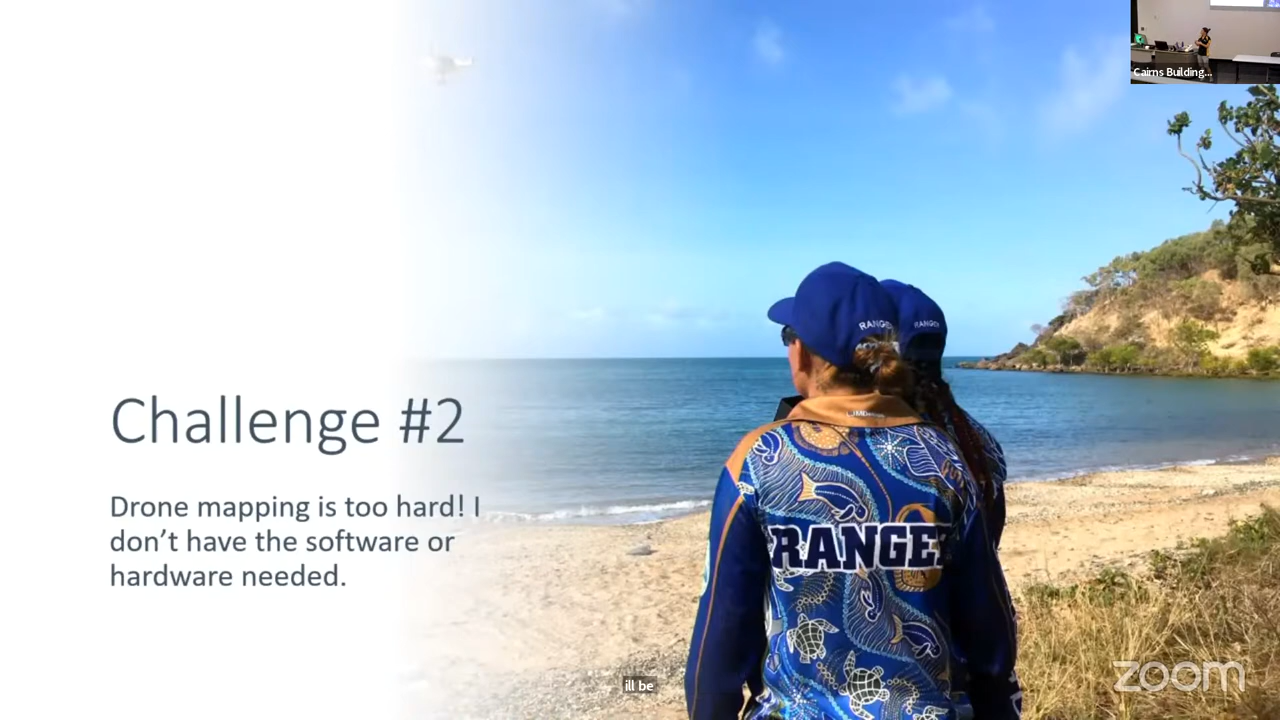 Cairns Building...
RANGER
Challenge #2
Drone mapping is too hard! I
don't have the software or
hardware needed.
RANGER
ill be
zoom